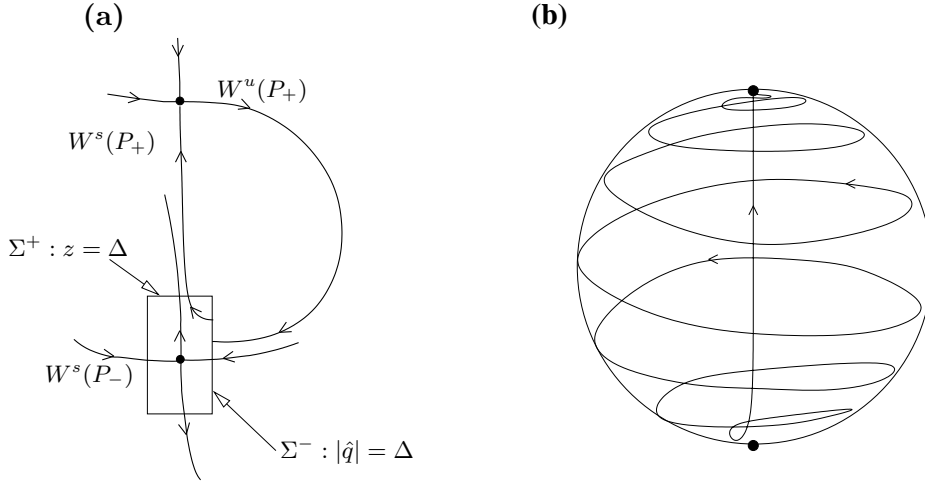 (a)
(b)
W^u(P_+)
W^s(P_+)
Σ^+ : z = Δ
W^s(P_-)
Σ^- : |q̂| = Δ